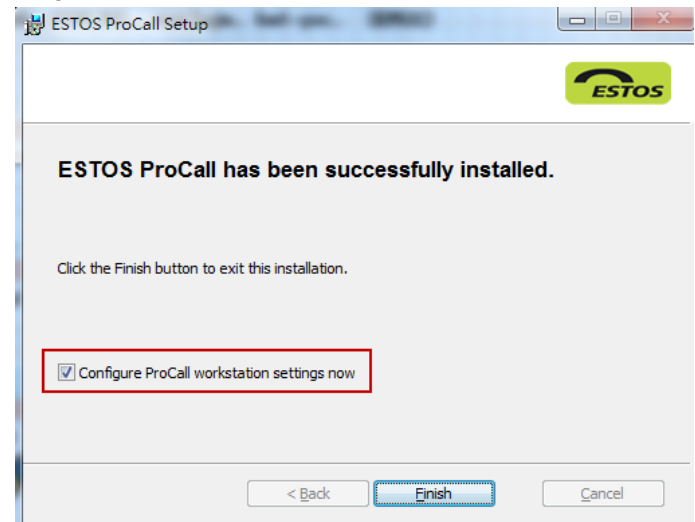 ESTOS ProCall Setup
ESTOS
ESTOS ProCall has been successfully installed.
Click the Finish button to exit this installation.
Configure ProCall workstation settings now
< Back
Finish
Cancel